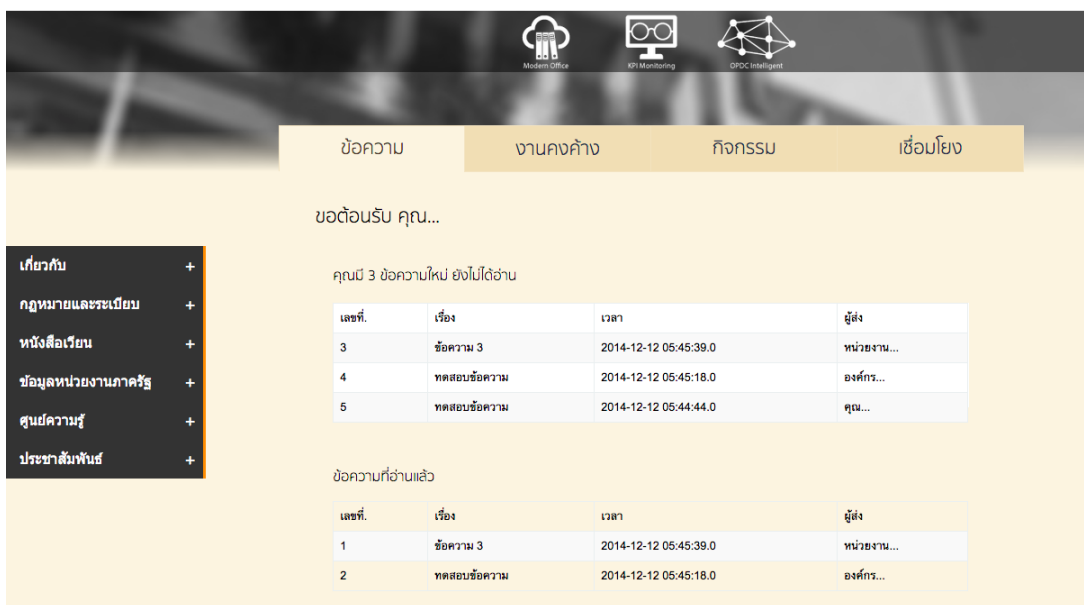 Modern Office KPI Monitoring OPDC Intelligent
ข้อความ งานคงค้าง กิจกรรม เชื่อมโยง
ขอต้อนรับ คุณ...
เกี่ยวกับ +
กฎหมายและระเบียบ +
หนังสือเวียน +
ข้อมูลหน่วยงานภาครัฐ +
ศูนย์ความรู้ +
ประชาสัมพันธ์ +
คุณมี 3 ข้อความใหม่ ยังไม่ได้อ่าน
เลขที่. เรื่อง เวลา ผู้ส่ง
3 ข้อความ 3 2014-12-12 05:45:39.0 หน่วยงาน...
4 ทดสอบข้อความ 2014-12-12 05:45:18.0 องค์กร...
5 ทดสอบข้อความ 2014-12-12 05:44:44.0 คุณ...
ข้อความที่อ่านแล้ว
เลขที่. เรื่อง เวลา ผู้ส่ง
1 ข้อความ 3 2014-12-12 05:45:39.0 หน่วยงาน...
2 ทดสอบข้อความ 2014-12-12 05:45:18.0 องค์กร...